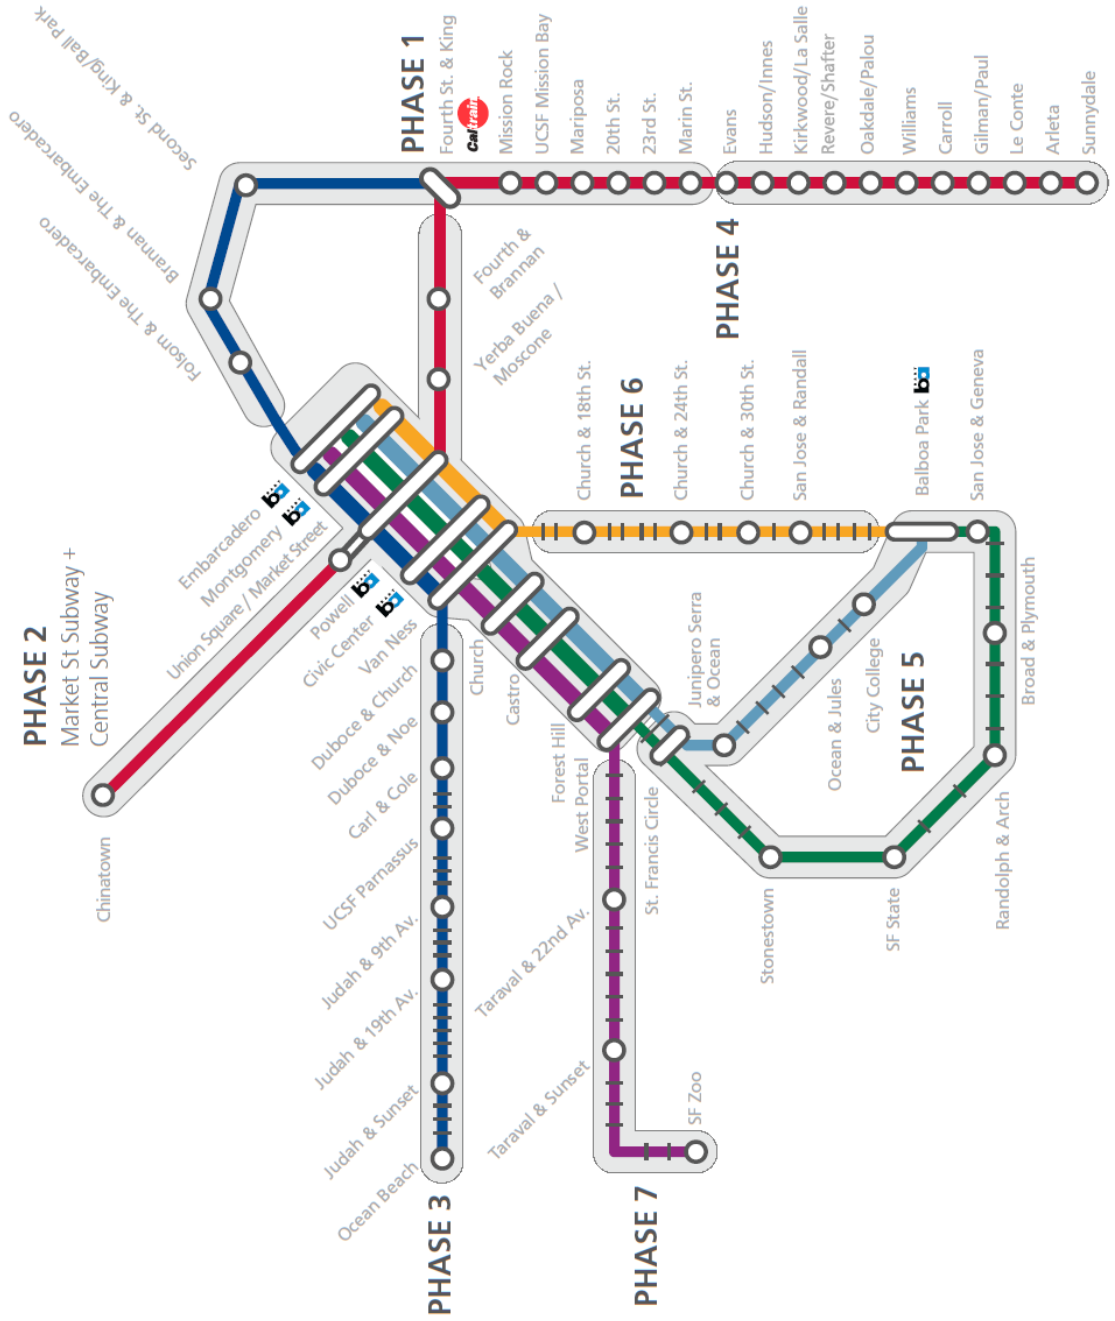 PHASE 1
Fourth St. & King
Caltrain
Mission Rock
UCSF Mission Bay
Mariposa
20th St.
23rd St.
Marin St.
Evans
Hudson/Innes
Kirkwood/La Salle
Revere/Shafter
Oakdale/Palou
Williams
Carroll
Gilman/Paul
Le Conte
Arleta
Sunnydale
PHASE 4
Second St. & King/Ball Park
Brannan & The Embarcadero
Folsom & The Embarcadero
Fourth &
Brannan
Yerba Buena /
Moscone
PHASE 2
Market St Subway +
Central Subway
Embarcadero
ba
Montgomery
ba
Union Square / Market Street
Powell
ba
Civic Center
ba
Van Ness
Chinatown
Church
Castro
Forest Hill
West Portal
St. Francis Circle
PHASE 6
Church & 18th St.
Church & 24th St.
Church & 30th St.
San Jose & Randall
Balboa Park
ba
San Jose & Geneva
PHASE 5
Junipero Serra
& Ocean
Ocean & Jules
City College
Broad & Plymouth
Randolph & Arch
SF State
Stonestown
PHASE 3
Duboce & Church
Duboce & Noe
Carl & Cole
UCSF Parnassus
Judah & 9th Av.
Judah & 19th Av.
Judah & Sunset
Ocean Beach
PHASE 7
Taraval & 22nd Av.
Taraval & Sunset
SF Zoo